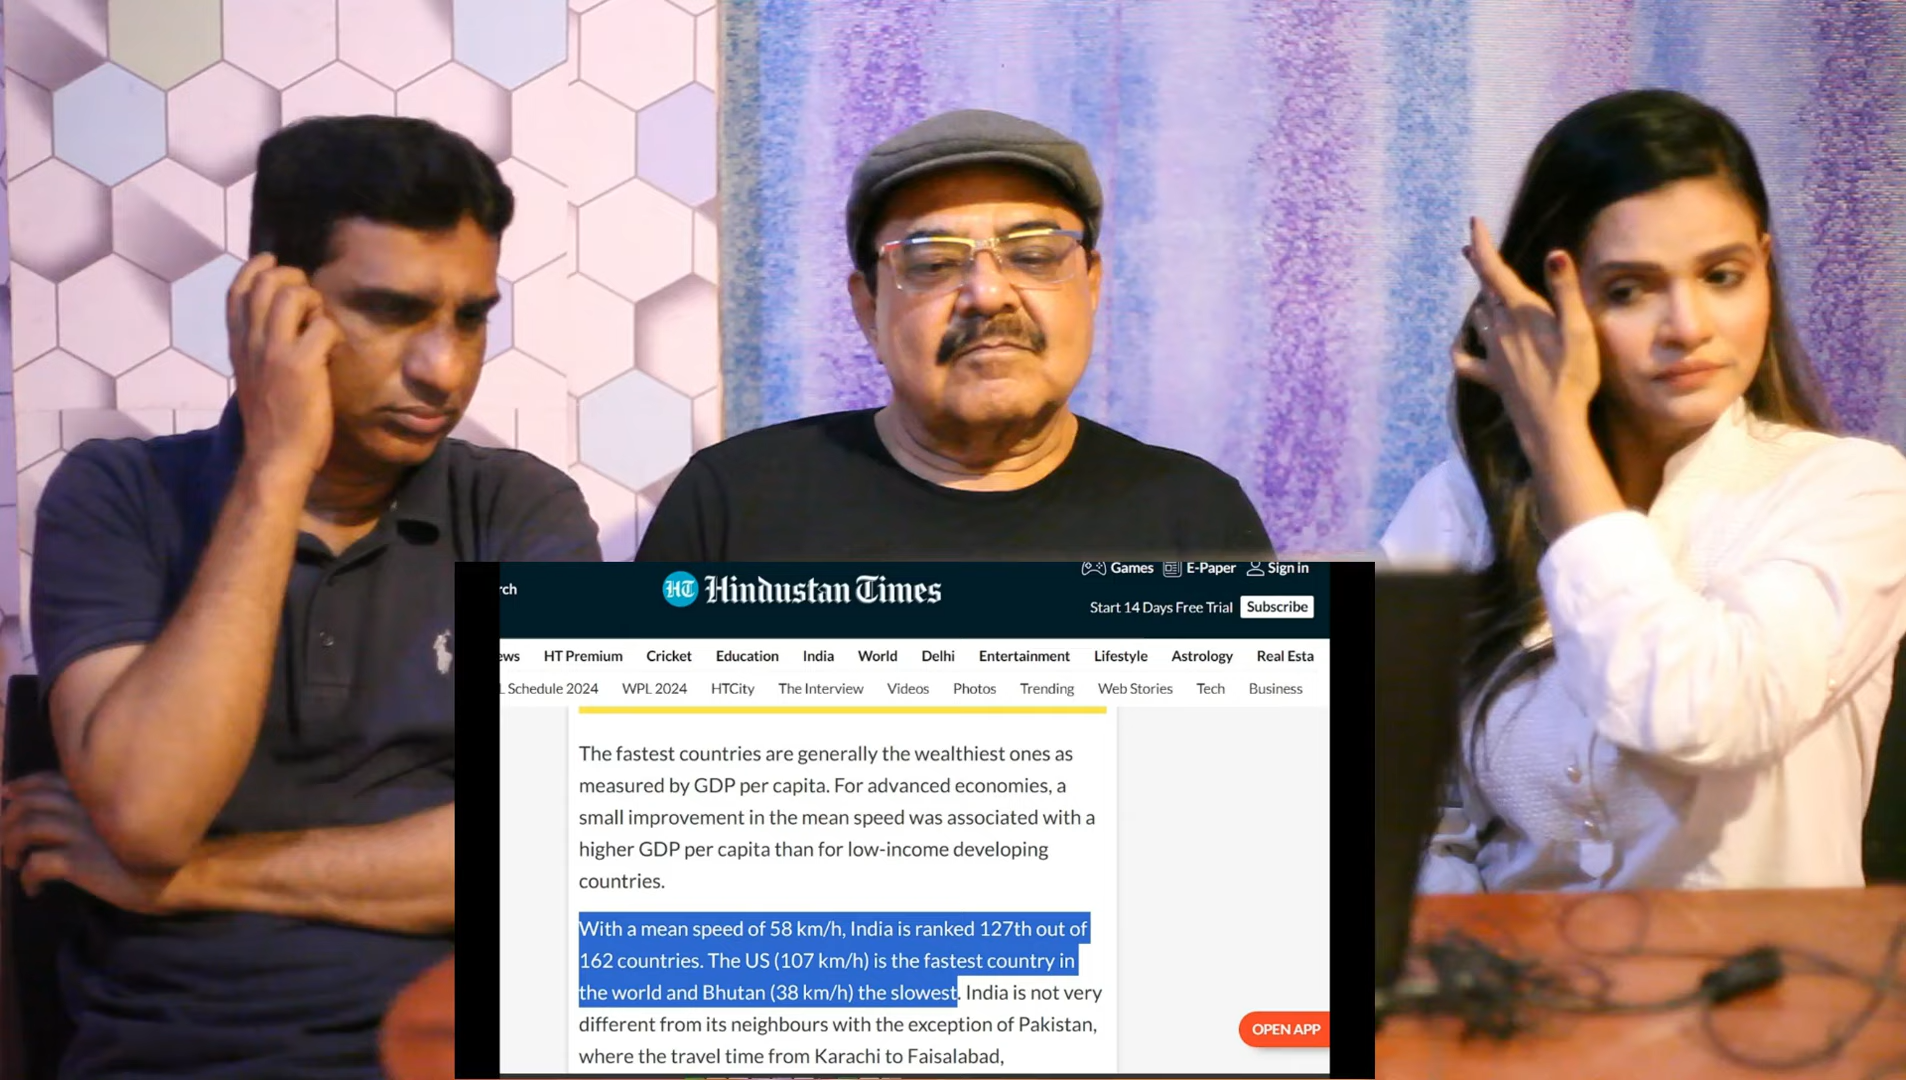 rch
HT Hindustan Times
Games E-Paper Sign in
Start 14 Days Free Trial Subscribe
ews HT Premium Cricket Education India World Delhi Entertainment Lifestyle Astrology Real Esta
L Schedule 2024 WPL 2024 HTCity The Interview Videos Photos Trending Web Stories Tech Business
The fastest countries are generally the wealthiest ones as
measured by GDP per capita. For advanced economies, a
small improvement in the mean speed was associated with a
higher GDP per capita than for low-income developing
countries.
With a mean speed of 58 km/h, India is ranked 127th out of
162 countries. The US (107 km/h) is the fastest country in
the world and Bhutan (38 km/h) the slowest. India is not very
different from its neighbours with the exception of Pakistan,
where the travel time from Karachi to Faisalabad,
OPEN APP